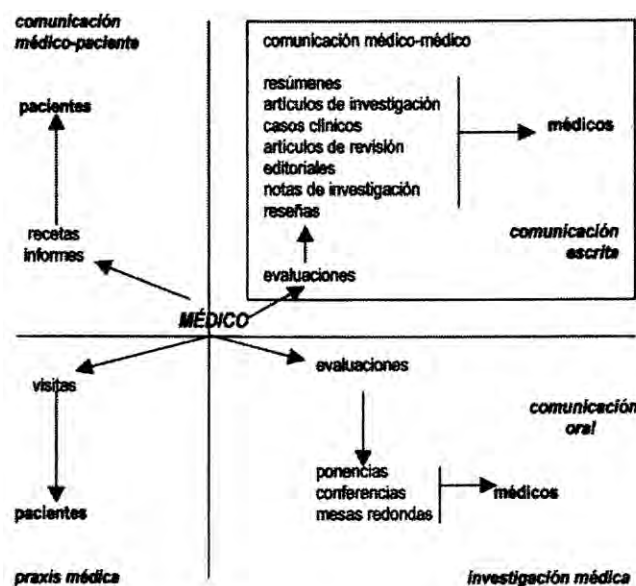 comunicación
médico-paciente
pacientes
recetas
informes
comunicación médico-médico
resúmenes
artículos de investigación
casos clínicos
artículos de revisión
editoriales
notas de investigación
reseñas
médicos
comunicación
escrita
evaluaciones
MÉDICO
visitas
pacientes
praxis médica
evaluaciones
comunicación
oral
ponencias
conferencias
mesas redondas
médicos
investigación médica